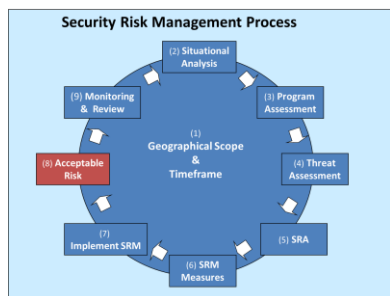 Security Risk Management Process
(1)
Geographical Scope
&
Timeframe
(2) Situational
Analysis
(3) Program
Assessment
(4) Threat
Assessment
(5) SRA
(6) SRM
Measures
(7)
Implement SRM
(8) Acceptable
Risk
(9) Monitoring
& Review